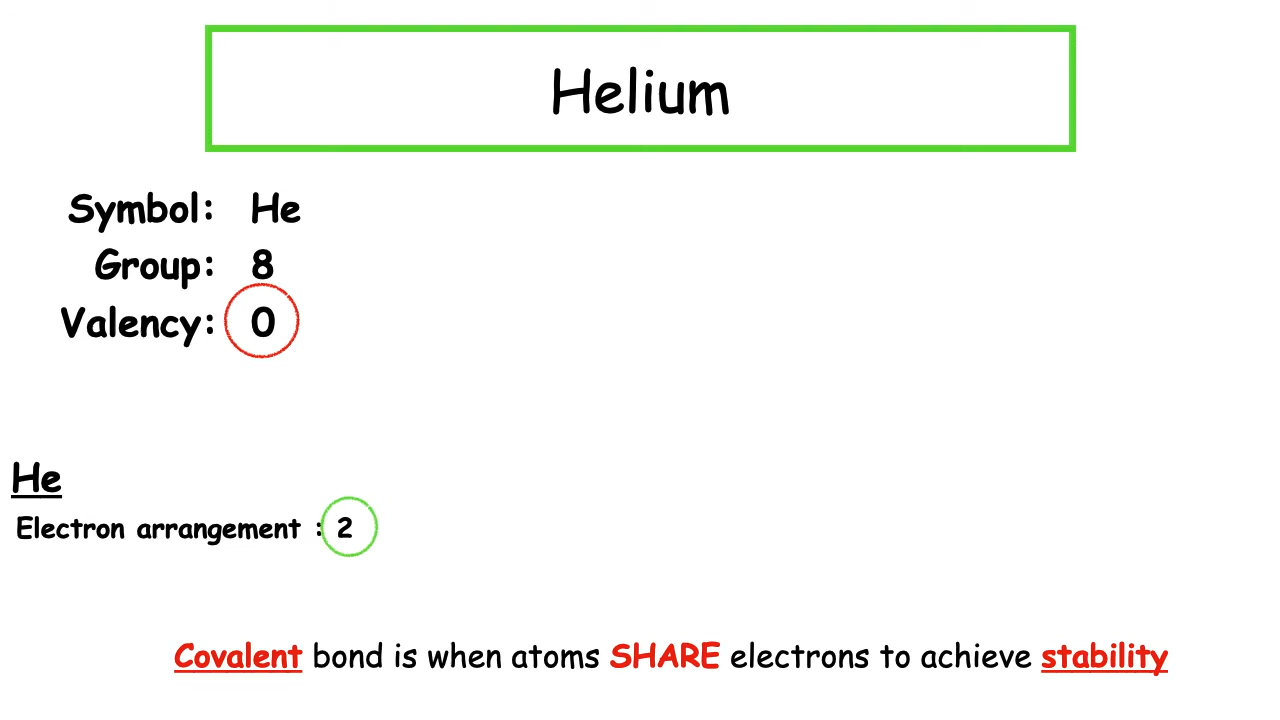 Helium
Symbol: He
Group: 8
Valency: 0
He
Electron arrangement : 2
Covalent bond is when atoms SHARE electrons to achieve stability